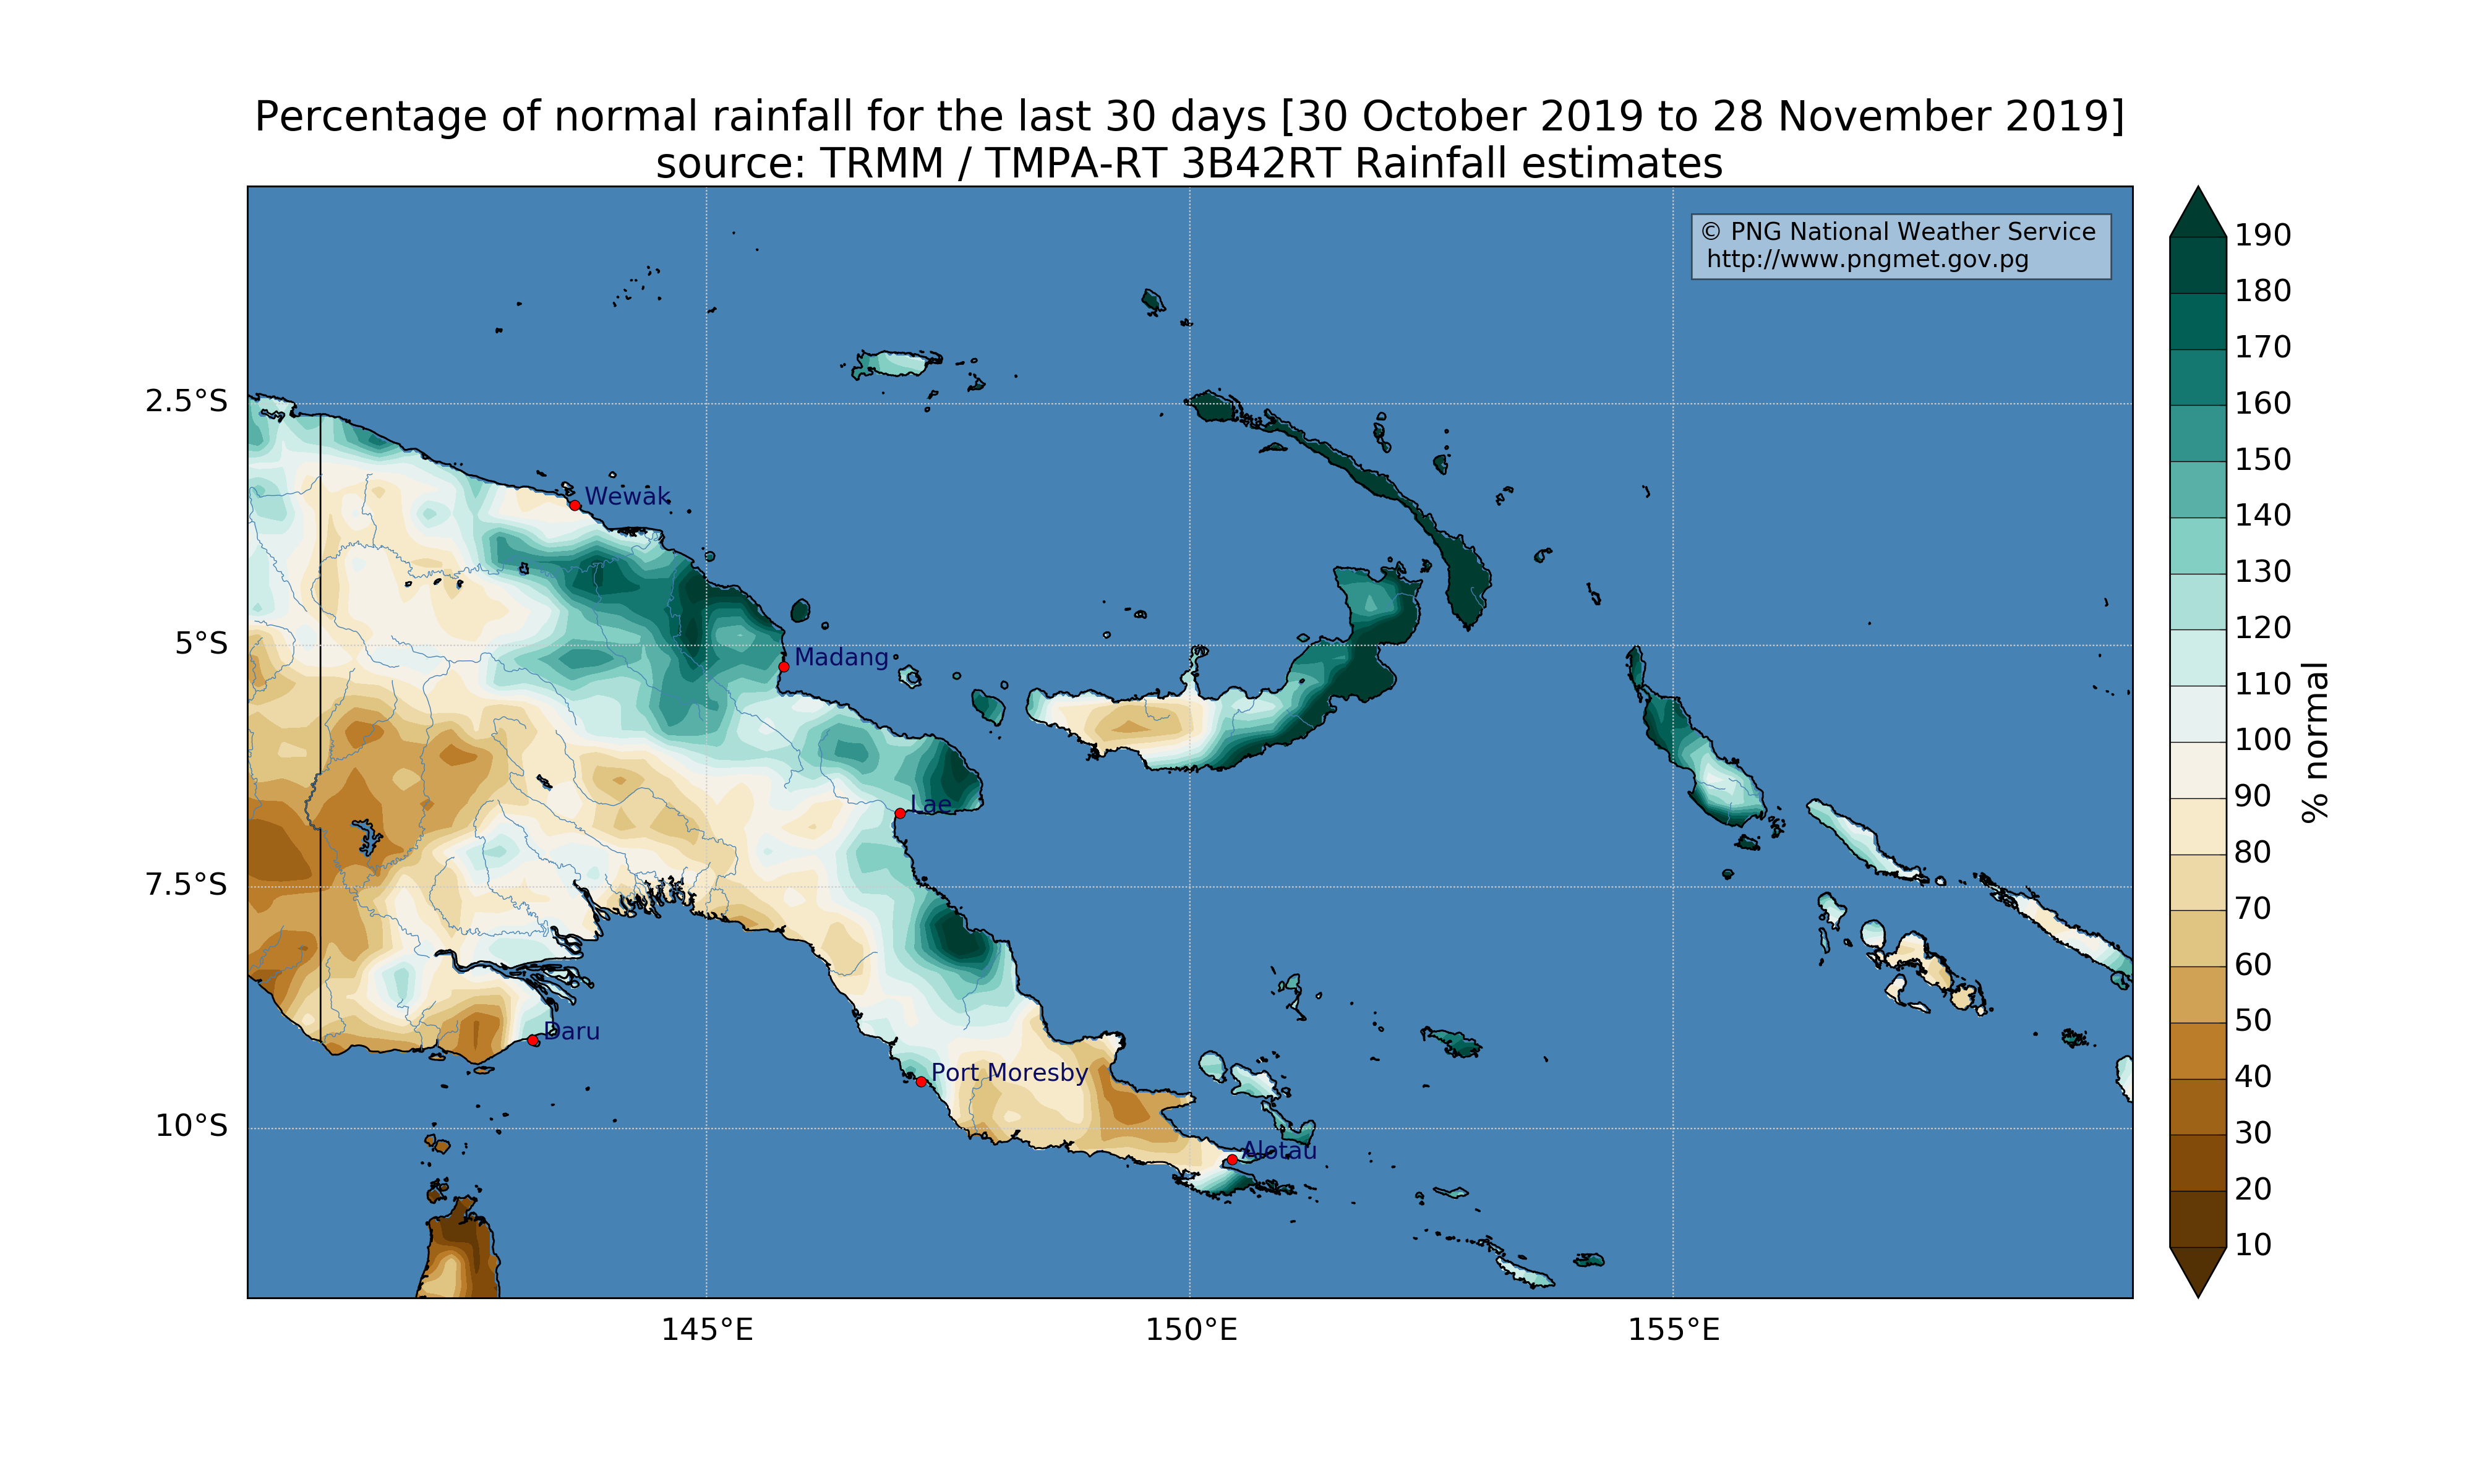 Percentage of normal rainfall for the last 30 days [30 October 2019 to 28 November 2019]
source: TRMM / TMPA-RT 3B42RT Rainfall estimates
© PNG National Weather Service
http://www.pngmet.gov.pg
190
180
170
160
150
140
130
120
110
100
90
80
70
60
50
40
30
20
10
% normal
2.5°S
5°S
7.5°S
10°S
Wewak
Madang
Lae
Daru
Port Moresby
Alotau
145°E
150°E
155°E